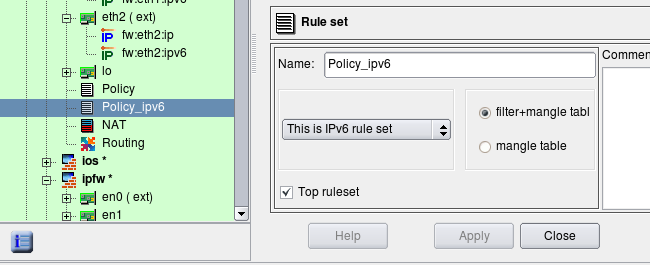 fw:eth1:ipv6
eth2 ( ext)
fw:eth2:ip
fw:eth2:ipv6
lo
Policy
Policy_ipv6
NAT
Routing
ios *
ipfw *
en0 ( ext)
en1
Rule set
Name: Policy_ipv6
Commen
This is IPv6 rule set
filter+mangle tabl
mangle table
Top ruleset
Help Apply Close